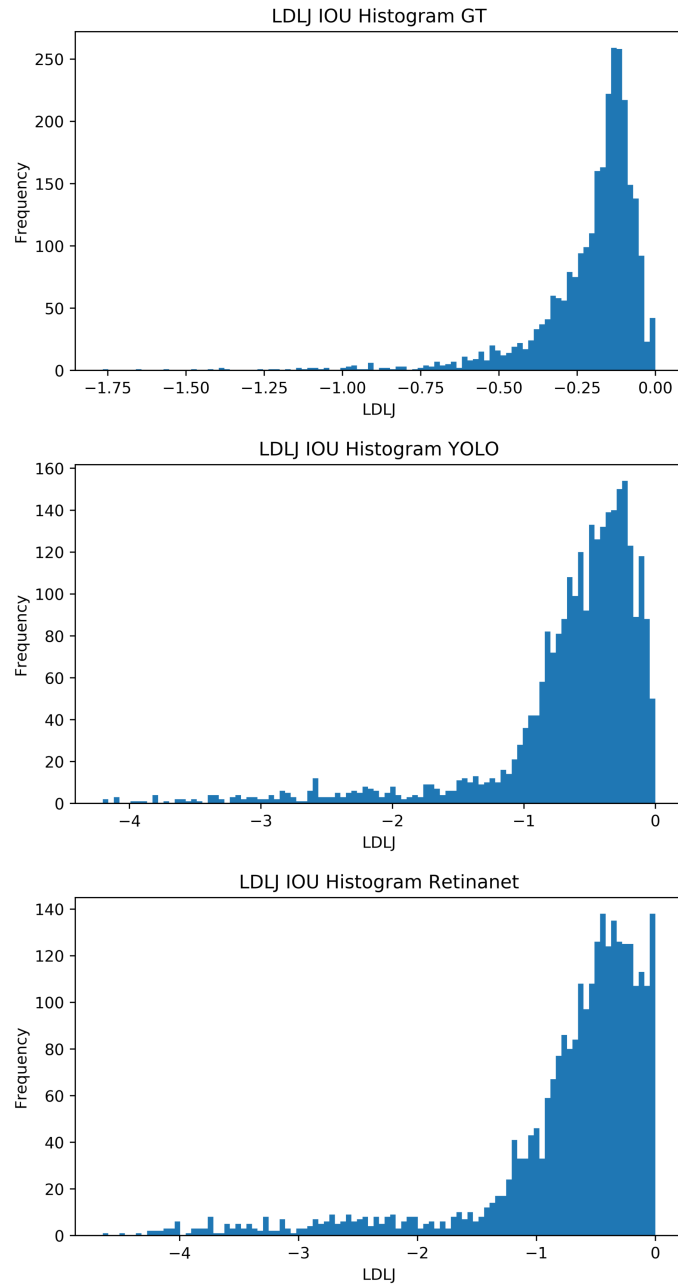 LDLJ IOU Histogram GT
250
200
150
100
50
0
Frequency
−1.75 −1.50 −1.25 −1.00 −0.75 −0.50 −0.25 0.00
LDLJ
LDLJ IOU Histogram YOLO
160
140
120
100
80
60
40
20
0
Frequency
−4 −3 −2 −1 0
LDLJ
LDLJ IOU Histogram Retinanet
140
120
100
80
60
40
20
0
Frequency
−4 −3 −2 −1 0
LDLJ